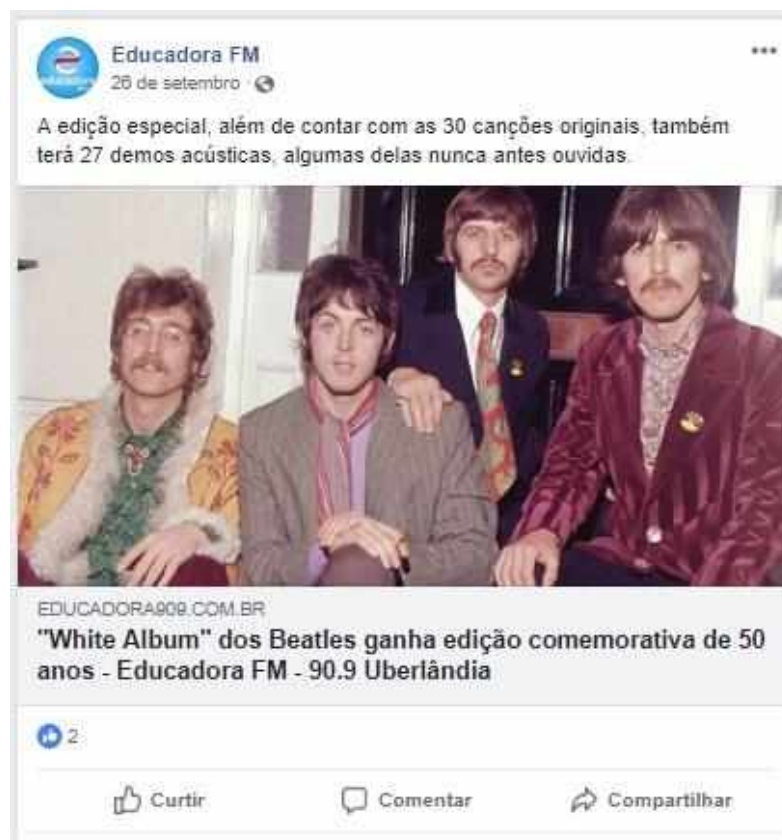 Educadora FM
26 de setembro
A edição especial, além de contar com as 30 canções originais, também
terá 27 demos acústicas, algumas delas nunca antes ouvidas.
EDUCADORA909.COM.BR
"White Album" dos Beatles ganha edição comemorativa de 50
anos - Educadora FM - 90.9 Uberlândia
2
Curtir Comentar Compartilhar